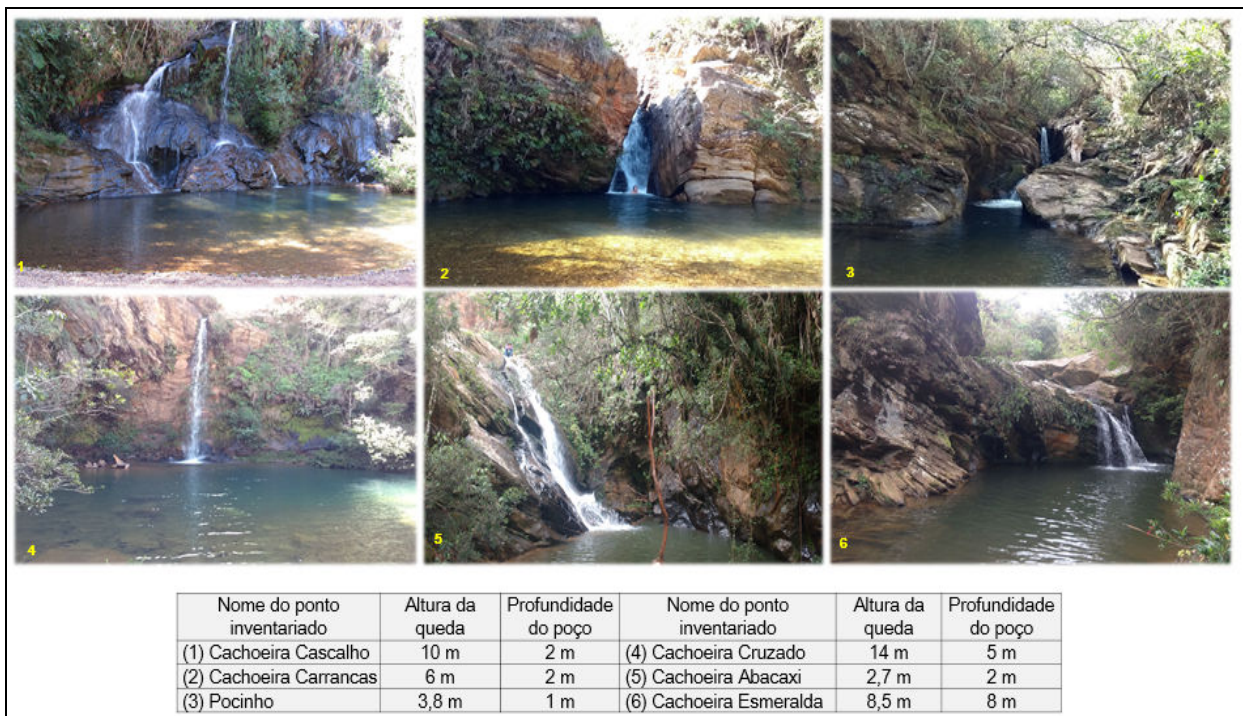 1
2
3
4
5
6
Nome do ponto inventariado Altura da queda Profundidade do poço Nome do ponto inventariado Altura da queda Profundidade do poço
(1) Cachoeira Cascalho 10 m 2 m (4) Cachoeira Cruzado 14 m 5 m
(2) Cachoeira Carrancas 6 m 2 m (5) Cachoeira Abacaxi 2,7 m 2 m
(3) Pocinho 3,8 m 1 m (6) Cachoeira Esmeralda 8,5 m 8 m